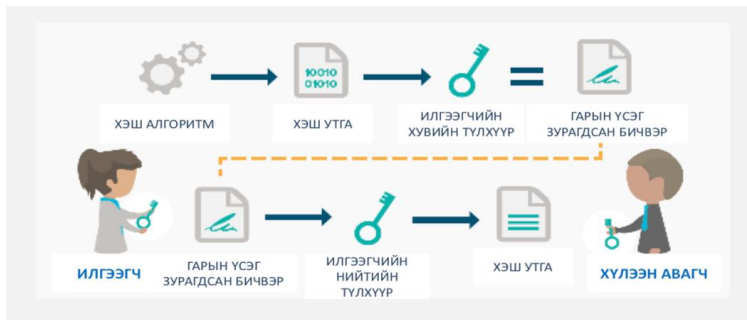 10010
01010
ХЭШ АЛГОРИТМ
ХЭШ УТГА
ИЛГЭЭГЧИЙН
ХУВИЙН ТҮЛХҮҮР
ГАРЫН ҮСЭГ
ЗУРАГДСАН БИЧВЭР
ИЛГЭЭГЧ
ГАРЫН ҮСЭГ
ЗУРАГДСАН БИЧВЭР
ИЛГЭЭГЧИЙН
НИЙТИЙН
ТҮЛХҮҮР
ХЭШ УТГА
ХҮЛЭЭН АВАГЧ